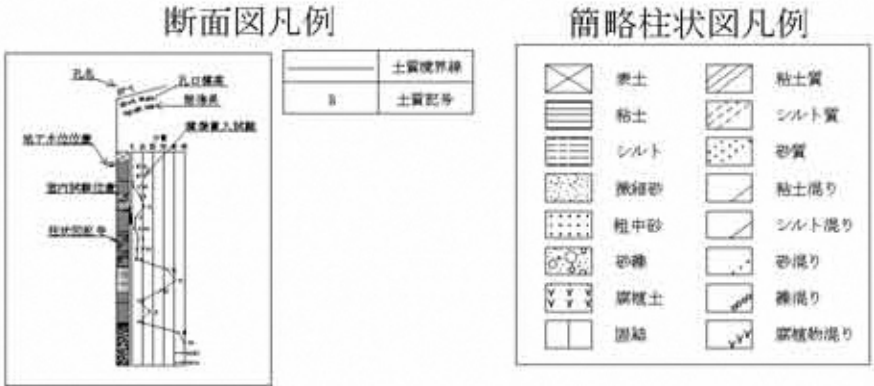 断面図凡例
孔名
孔口標高
掘進長
標準貫入試験
地下水位位置
室内試験位置
柱状図記号
土質境界線
B 土質記号
簡略柱状図凡例
表土
粘土
シルト
微細砂
粗中砂
砂礫
腐植土
固結
粘土質
シルト質
砂質
粘土混り
シルト混り
砂混り
礫混り
腐植物混り